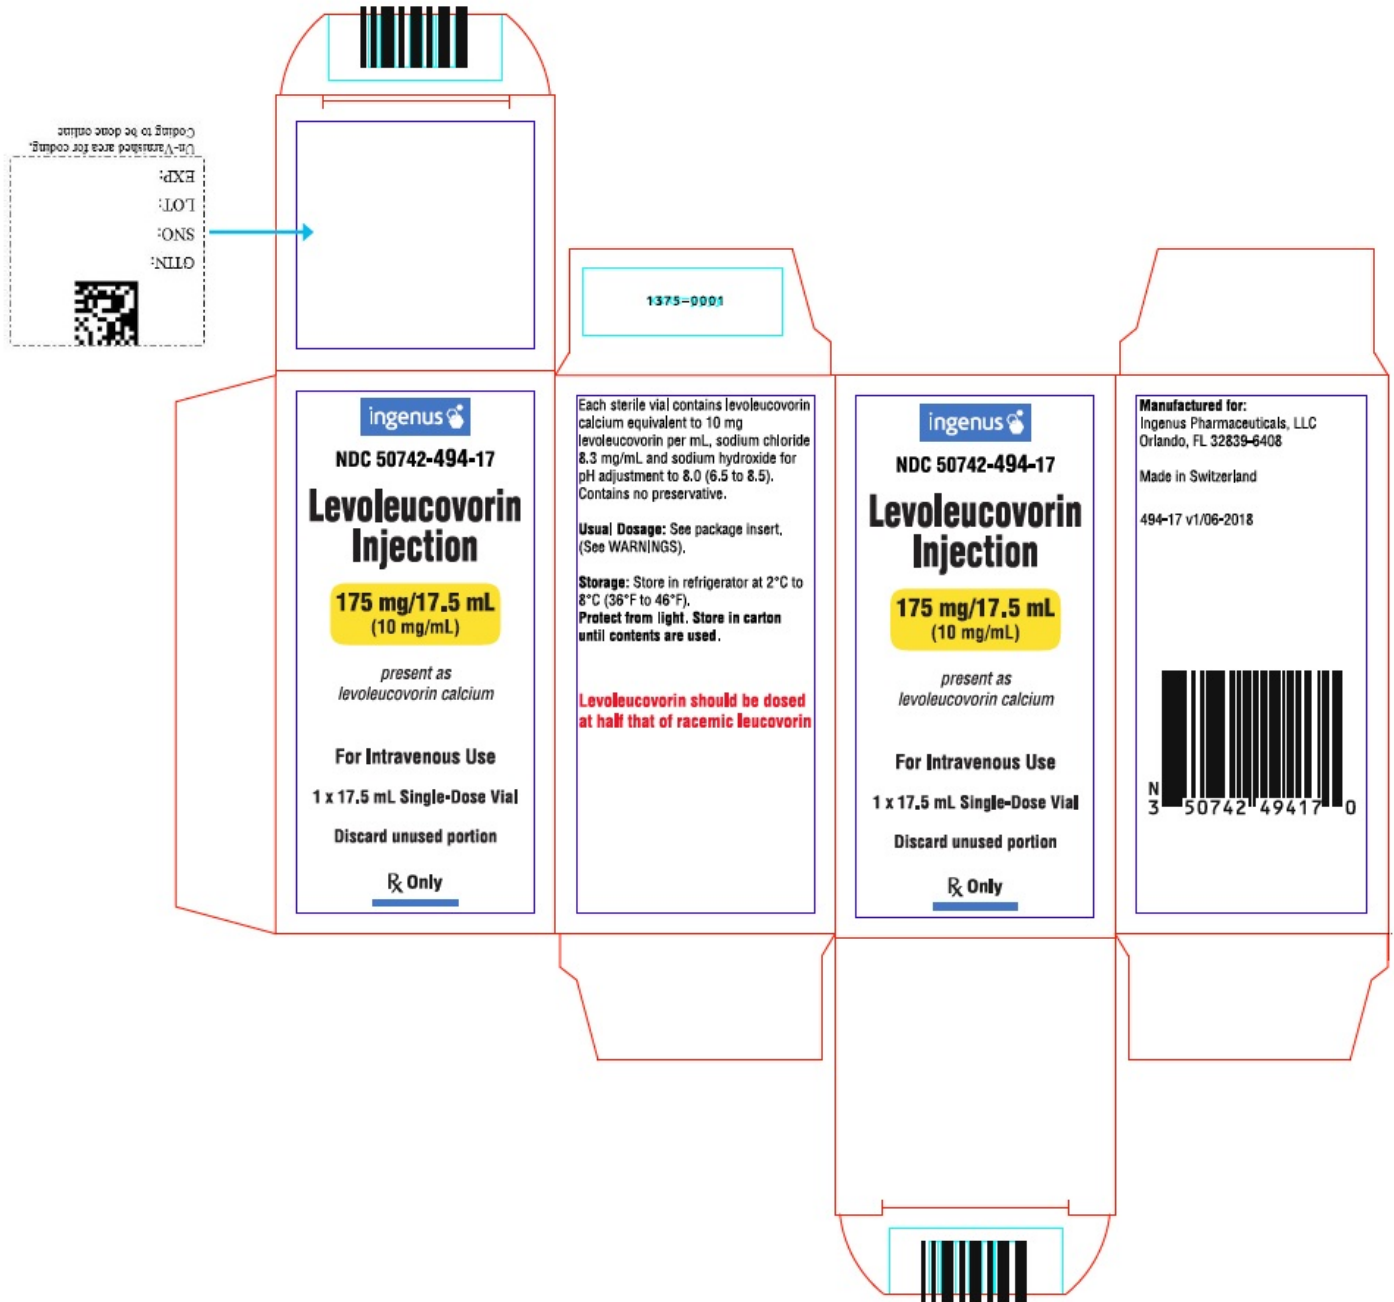 Un-Varnished area for coding.
Coding to be done online
EXP:
LOT:
SNO:
GTIN:
1375-0001
ingenus
NDC 50742-494-17
Levoleucovorin
Injection
175 mg/17.5 mL
(10 mg/mL)
present as
levoleucovorin calcium
For Intravenous Use
1 x 17.5 mL Single-Dose Vial
Discard unused portion
℞ Only
Each sterile vial contains levoleucovorin
calcium equivalent to 10 mg
levoleucovorin per mL, sodium chloride
8.3 mg/mL and sodium hydroxide for
pH adjustment to 8.0 (6.5 to 8.5).
Contains no preservative.
Usual Dosage: See package insert.
(See WARNINGS).
Storage: Store in refrigerator at 2°C to
8°C (36°F to 46°F).
Protect from light. Store in carton
until contents are used.
Levoleucovorin should be dosed
at half that of racemic leucovorin
ingenus
NDC 50742-494-17
Levoleucovorin
Injection
175 mg/17.5 mL
(10 mg/mL)
present as
levoleucovorin calcium
For Intravenous Use
1 x 17.5 mL Single-Dose Vial
Discard unused portion
℞ Only
Manufactured for:
Ingenus Pharmaceuticals, LLC
Orlando, FL 32839-6408
Made in Switzerland
494-17 v1/06-2018
N
3 50742 49417 0